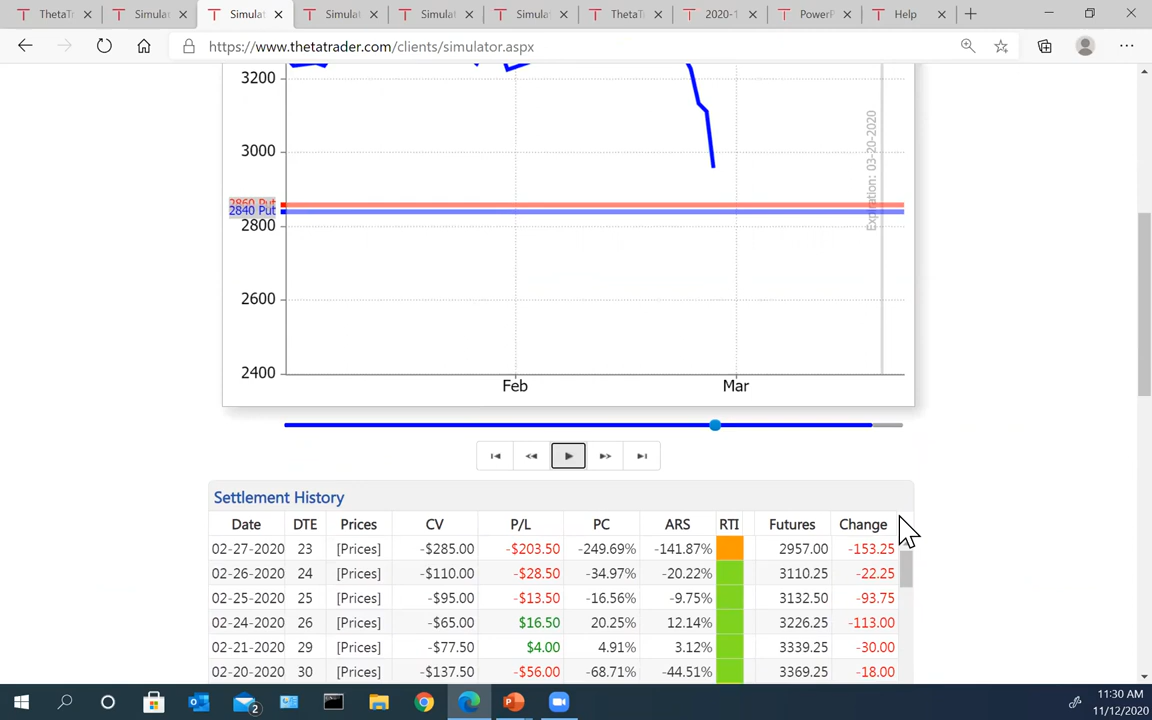 Simular
Simulat
Simulat
Simulat
Simulat
ThetaTr
ThetaTr
2020-1
PowerP
Help
https://www.thetatrader.com/clients/simulator.aspx
3200
3000
2860 Put
2840 Put
2800
2600
2400
Feb
Mar
Expiration: 03-20-2020
Settlement History
Date DTE Prices CV P/L PC ARS RTI Futures Change
02-27-2020 23 [Prices] -$285.00 -$203.50 -249.69% -141.87% 2957.00 -153.25
02-26-2020 24 [Prices] -$110.00 -$28.50 -34.97% -20.22% 3110.25 -22.25
02-25-2020 25 [Prices] -$95.00 -$13.50 -16.56% -9.75% 3132.50 -93.75
02-24-2020 26 [Prices] -$65.00 $16.50 20.25% 12.14% 3226.25 -113.00
02-21-2020 29 [Prices] -$77.50 $4.00 4.91% 3.12% 3339.25 -30.00
02-20-2020 30 [Prices] -$137.50 -$56.00 -68.71% -44.51% 3369.25 -18.00
2
11:30 AM
11/12/2020